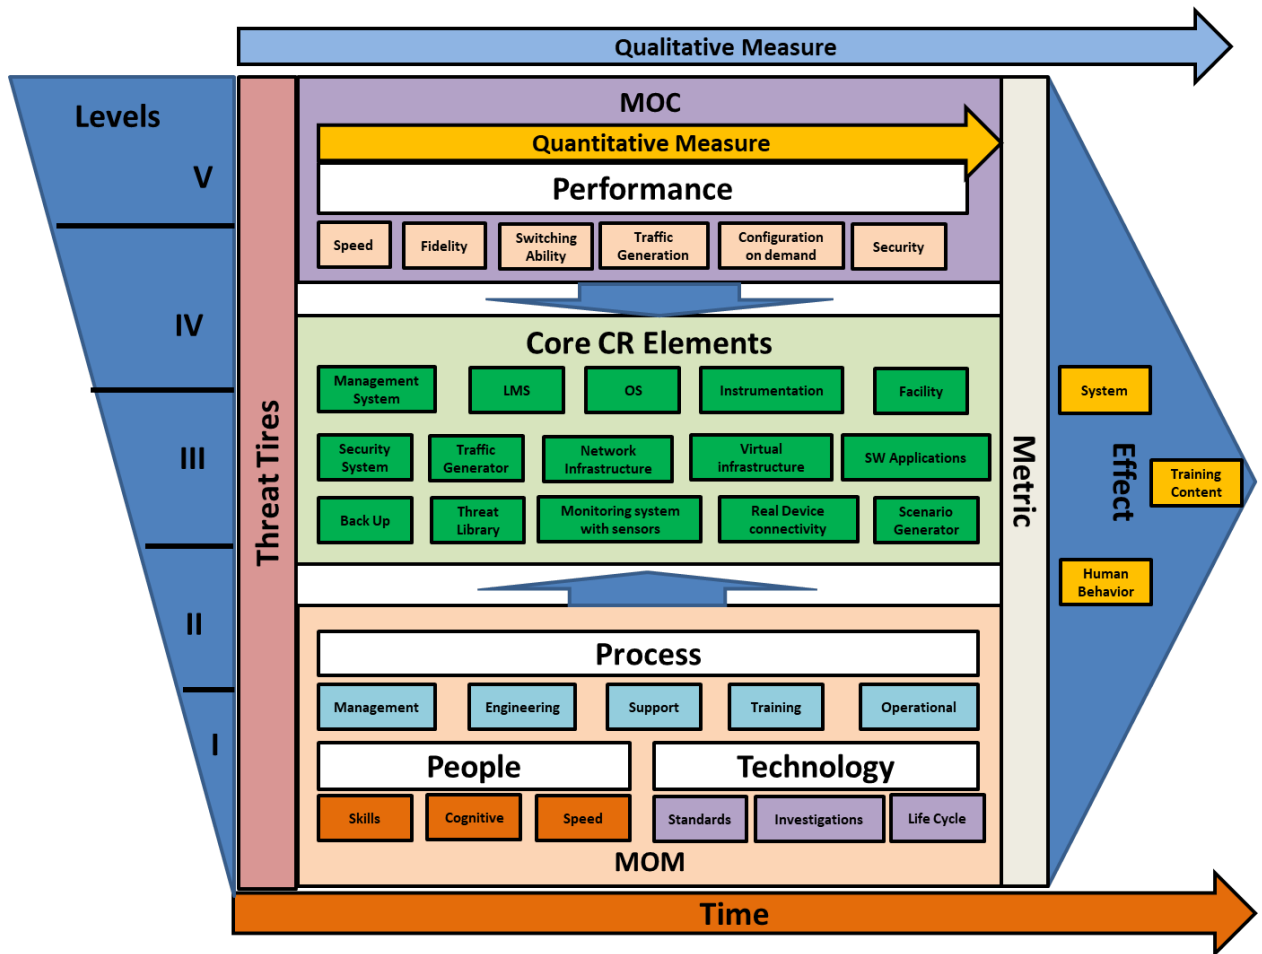 Qualitative Measure
Levels
V
IV
III
II
I
Threat Tires
MOC
Quantitative Measure
Performance
Speed
Fidelity
Switching
Ability
Traffic
Generation
Configuration
on demand
Security
Core CR Elements
Management
System
LMS
OS
Instrumentation
Facility
Security
System
Traffic
Generator
Network
Infrastructure
Virtual
infrastructure
SW Applications
Back Up
Threat
Library
Monitoring system
with sensors
Real Device
connectivity
Scenario
Generator
Process
Management
Engineering
Support
Training
Operational
People
Technology
Skills
Cognitive
Speed
Standards
Investigations
Life Cycle
MOM
Metric
Effect
System
Training
Content
Human
Behavior
Time